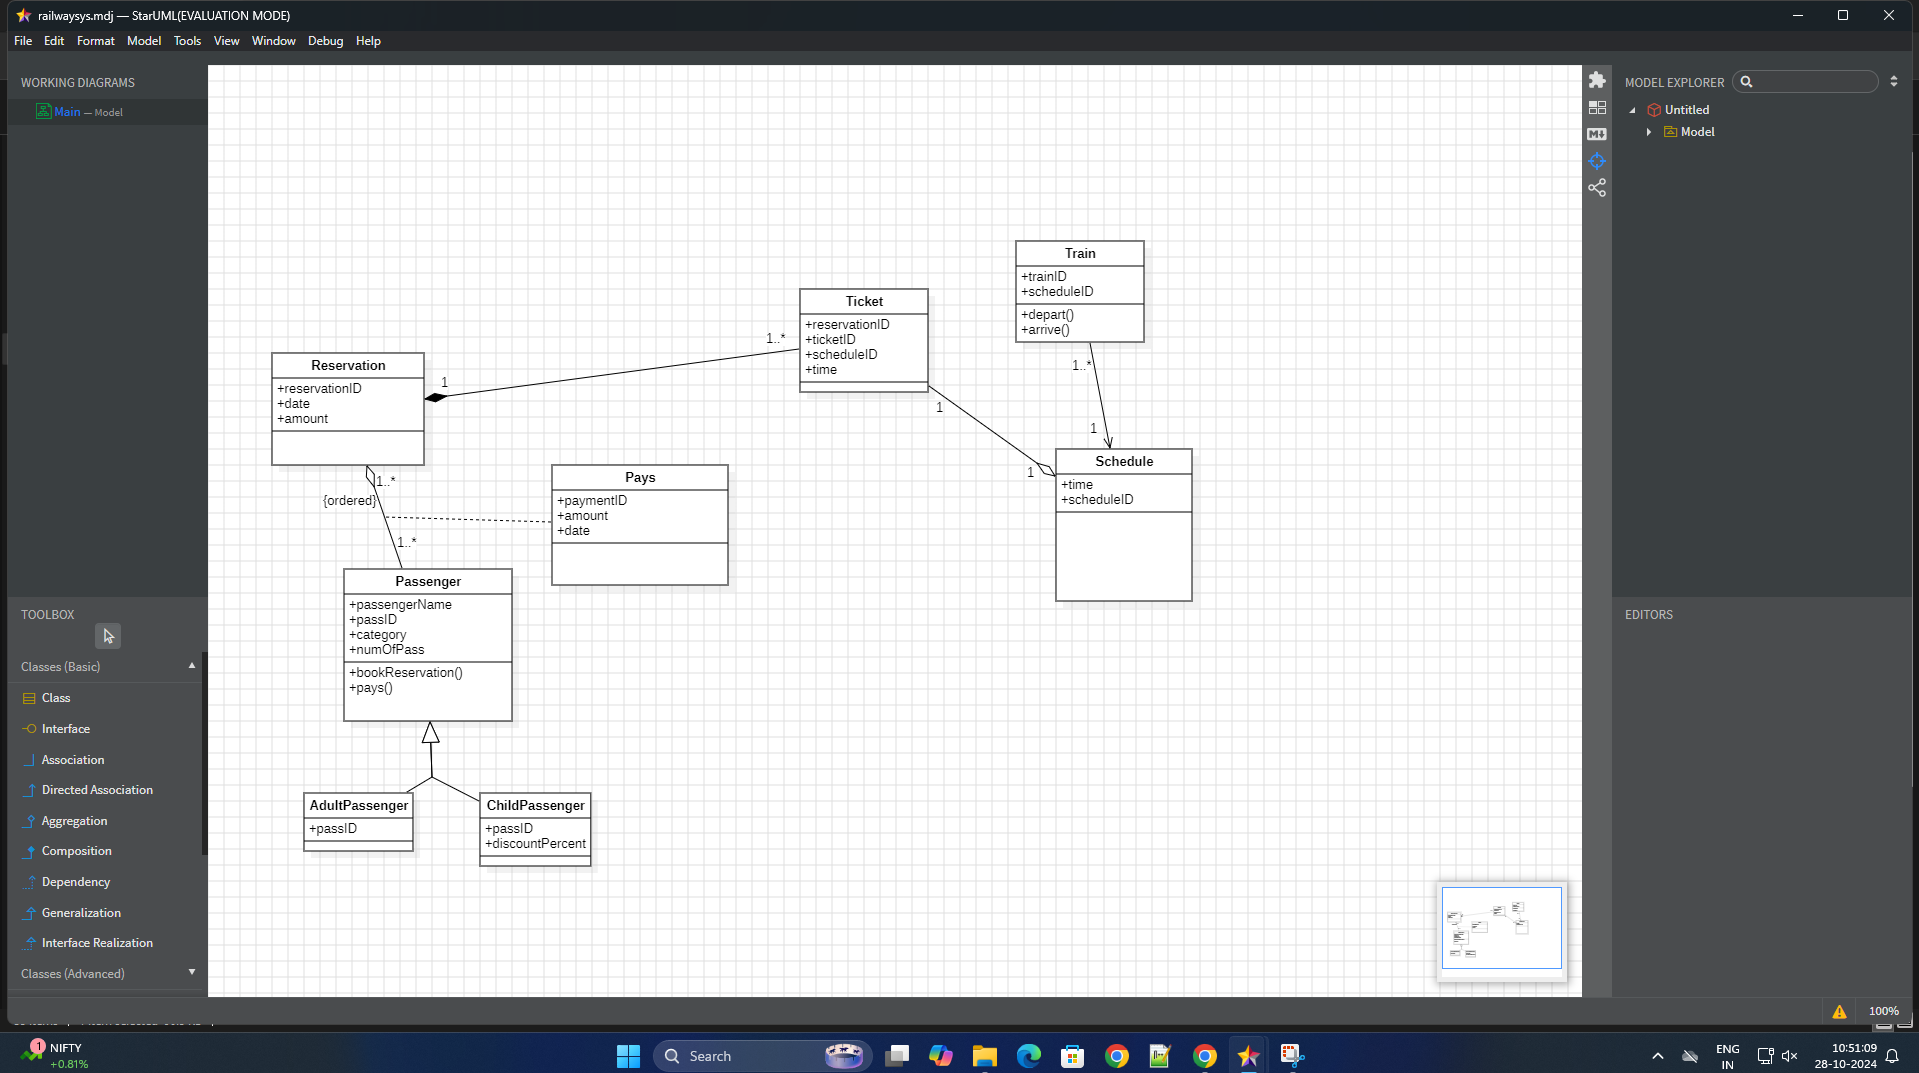 railwaysys.mdj — StarUML(EVALUATION MODE)
File Edit Format Model Tools View Window Debug Help
WORKING DIAGRAMS
Main — Model
MODEL EXPLORER
Untitled
Model
Train
+trainID
+scheduleID
+depart()
+arrive()
Ticket
+reservationID
+ticketID
+scheduleID
+time
1..*
1..*
Reservation
+reservationID
+date
+amount
1
1
1
1
Schedule
+time
+scheduleID
1..*
{ordered}
1..*
Pays
+paymentID
+amount
+date
Passenger
+passengerName
+passID
+category
+numOfPass
+bookReservation()
+pays()
AdultPassenger
+passID
ChildPassenger
+passID
+discountPercent
TOOLBOX
Classes (Basic)
Class
Interface
Association
Directed Association
Aggregation
Composition
Dependency
Generalization
Interface Realization
Classes (Advanced)
EDITORS
100%
1
NIFTY
+0.81%
Search
ENG
IN
10:51:09
28-10-2024